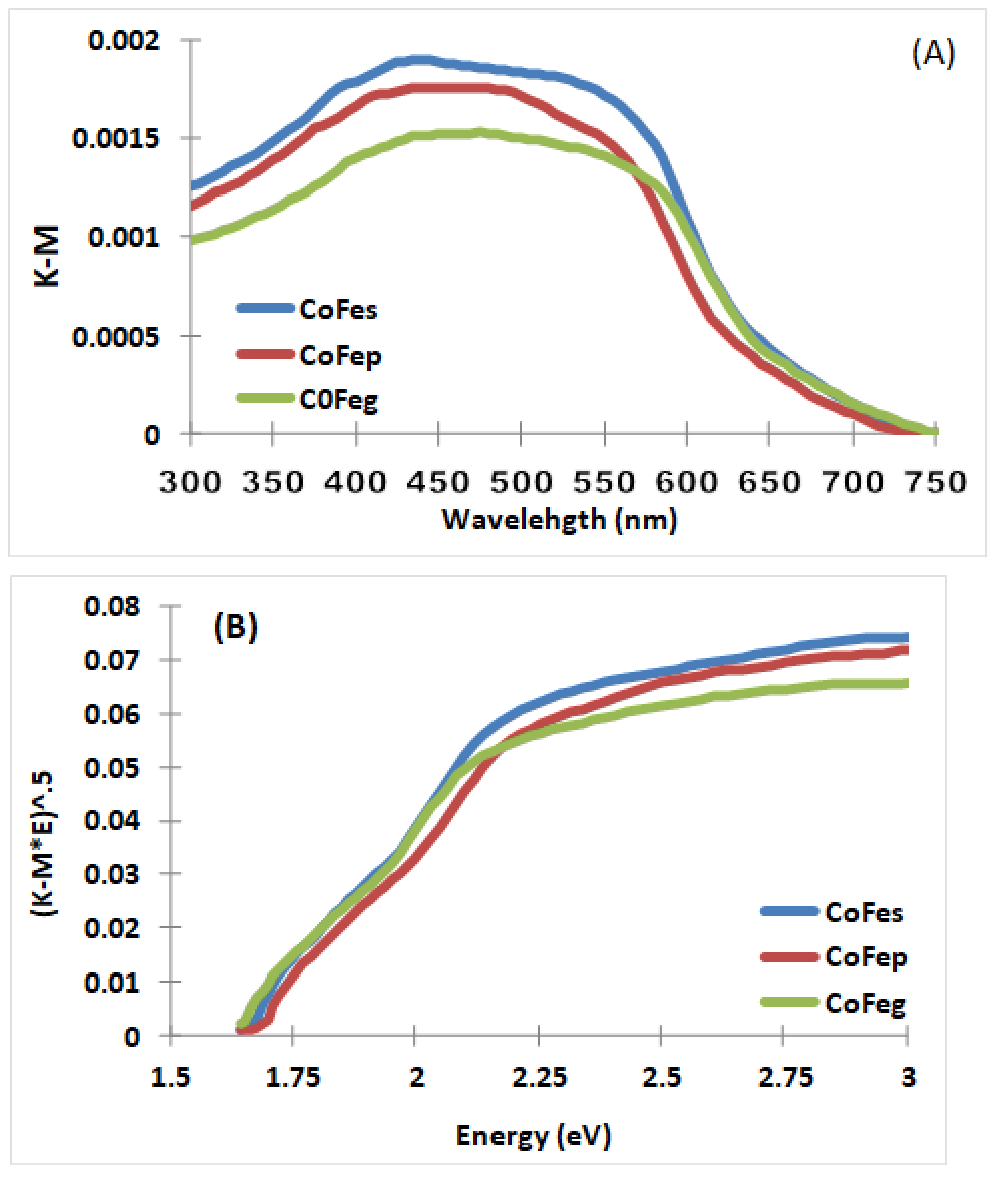 (A)
0.002
0.0015
0.001
0.0005
0
K-M
CoFes
CoFep
C0Feg
300 350 400 450 500 550 600 650 700 750
Wavelehgth (nm)
(B)
0.08
0.07
0.06
0.05
0.04
0.03
0.02
0.01
0
(K-M*E)^.5
CoFes
CoFep
CoFeg
1.5 1.75 2 2.25 2.5 2.75 3
Energy (eV)